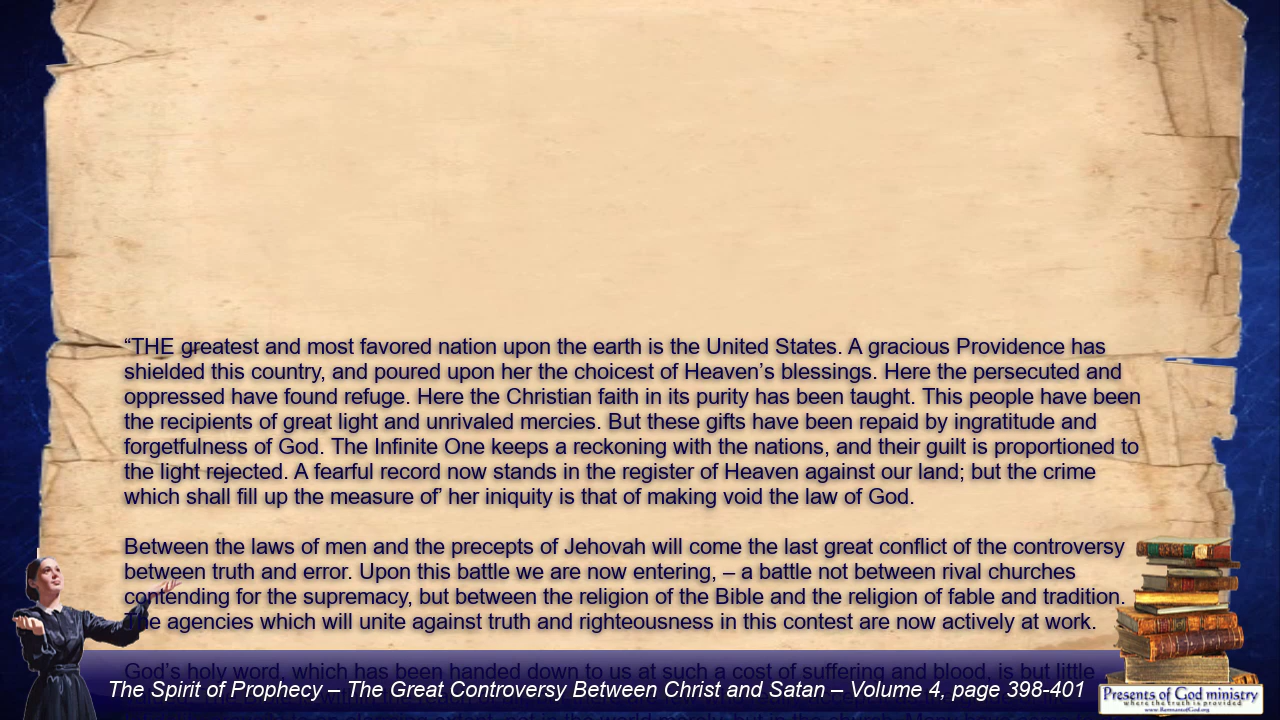 “THE greatest and most favored nation upon the earth is the United States. A gracious Providence has
shielded this country, and poured upon her the choicest of Heaven’s blessings. Here the persecuted and
oppressed have found refuge. Here the Christian faith in its purity has been taught. This people have been
the recipients of great light and unrivaled mercies. But these gifts have been repaid by ingratitude and
forgetfulness of God. The Infinite One keeps a reckoning with the nations, and their guilt is proportioned to
the light rejected. A fearful record now stands in the register of Heaven against our land; but the crime
which shall fill up the measure of’ her iniquity is that of making void the law of God.
Between the laws of men and the precepts of Jehovah will come the last great conflict of the controversy
between truth and error. Upon this battle we are now entering, – a battle not between rival churches
contending for the supremacy, but between the religion of the Bible and the religion of fable and tradition.
The agencies which will unite against truth and righteousness in this contest are now actively at work.
God’s holy word, which has been handed down to us at such a cost of suffering and blood, is but little
The Spirit of Prophecy – The Great Controversy Between Christ and Satan – Volume 4, page 398-401
Presents of God ministry
where the truth is provided
www.RemnantofGod.org